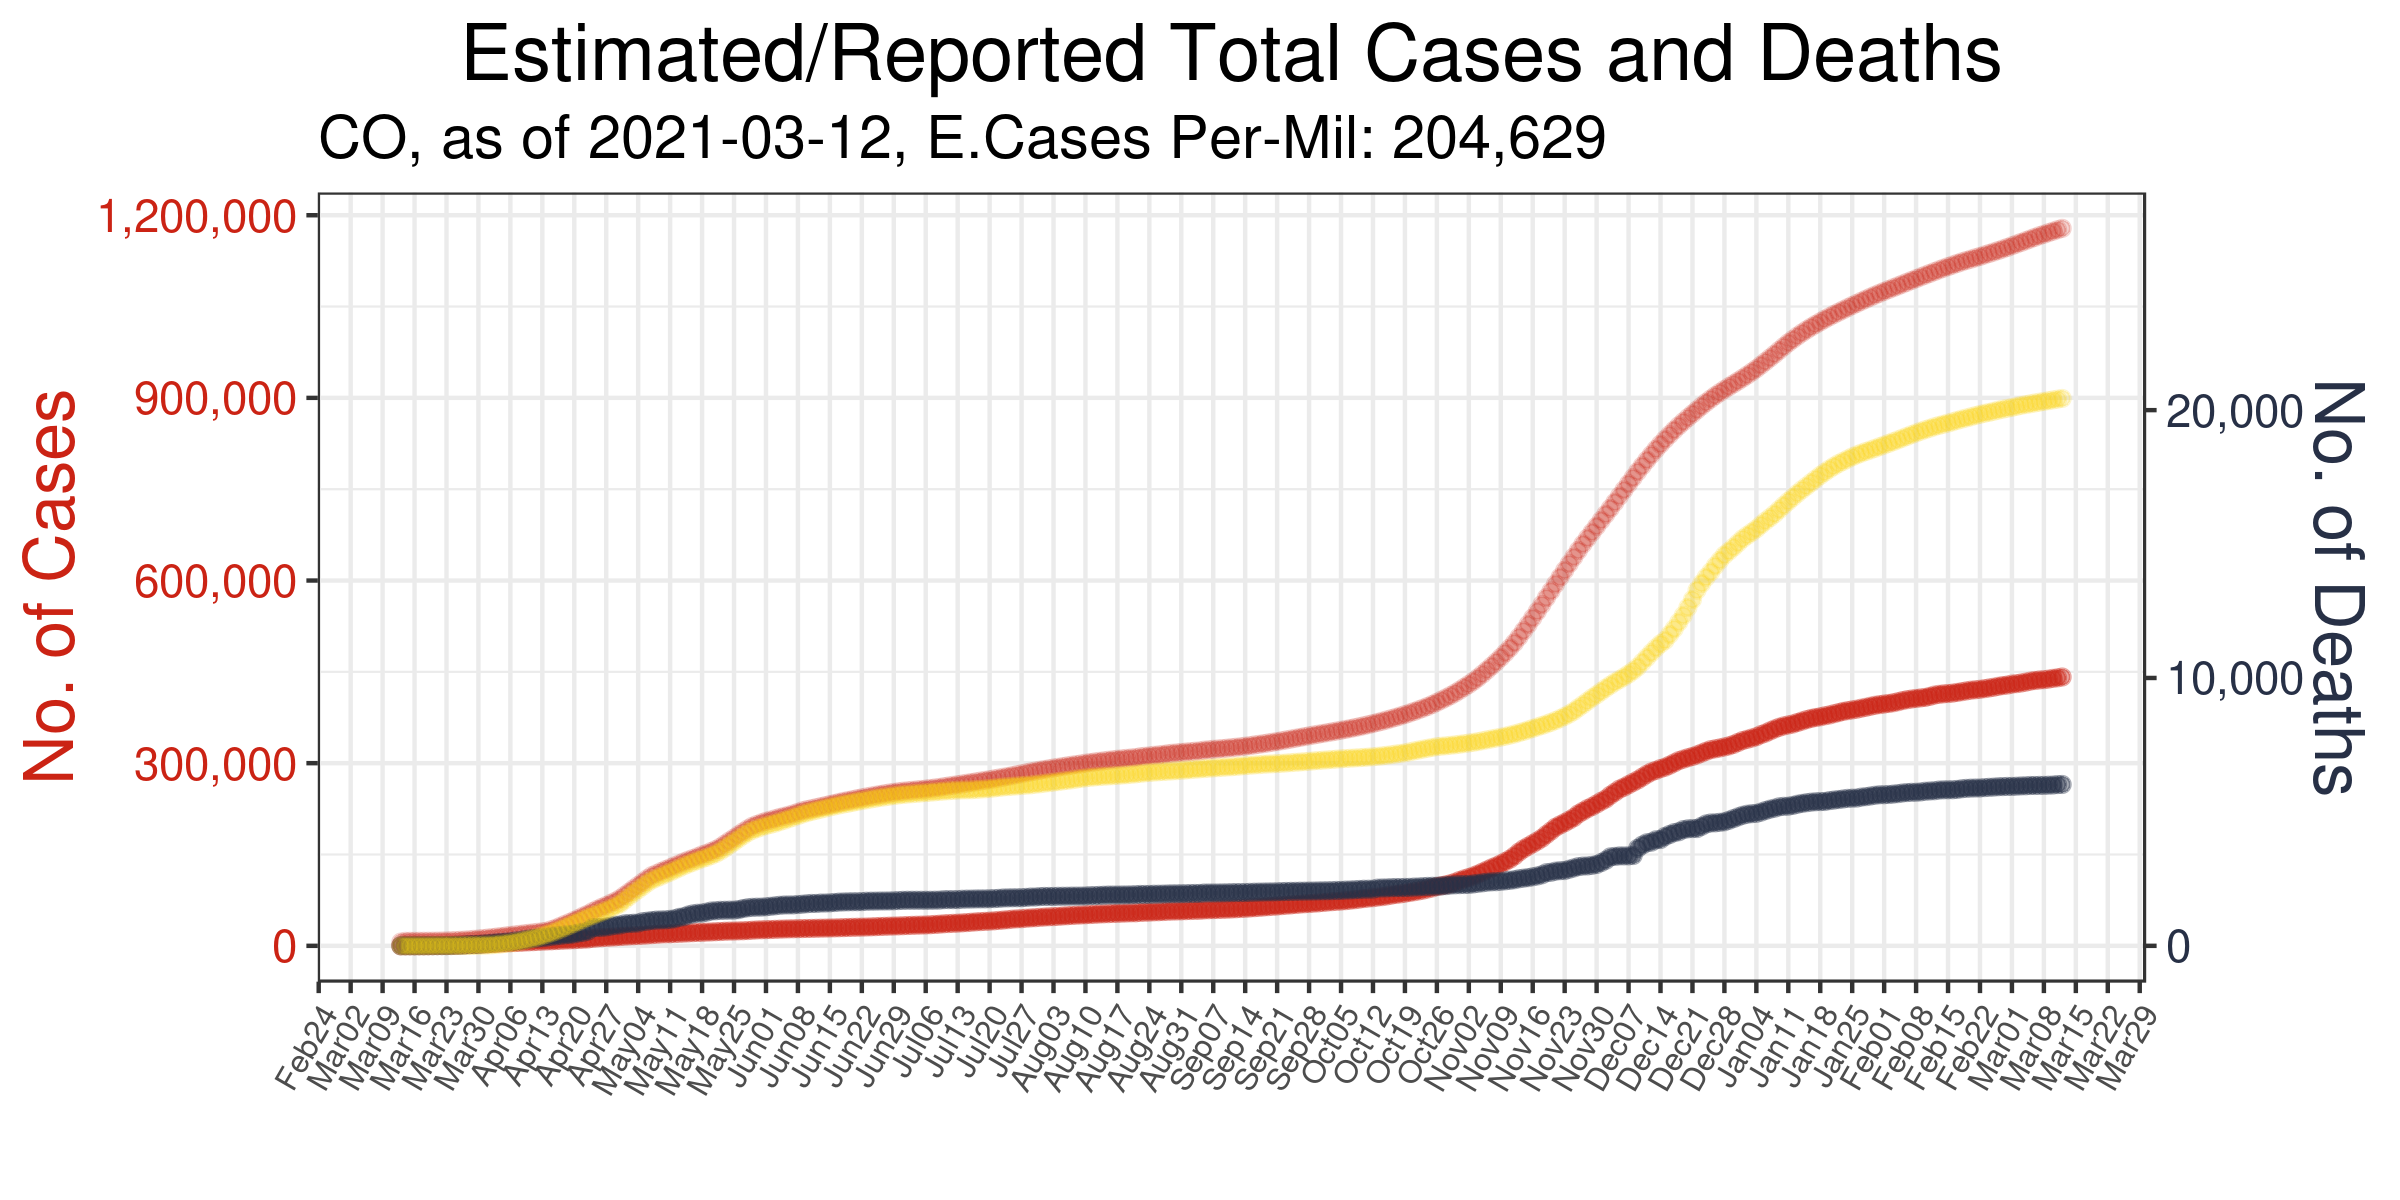 Estimated/Reported Total Cases and Deaths
CO, as of 2021-03-12, E.Cases Per-Mil: 204,629
No. of Cases
1,200,000
900,000
600,000
300,000
0
20,000
10,000
0
No. of Deaths
Feb24
Mar02
Mar09
Mar16
Mar23
Mar30
Apr06
Apr13
Apr20
Apr27
May04
May11
May18
May25
Jun01
Jun08
Jun15
Jun22
Jun29
Jul06
Jul13
Jul20
Jul27
Aug03
Aug10
Aug17
Aug24
Aug31
Sep07
Sep14
Sep21
Sep28
Oct05
Oct12
Oct19
Oct26
Nov02
Nov09
Nov16
Nov23
Nov30
Dec07
Dec14
Dec21
Dec28
Jan04
Jan11
Jan18
Jan25
Feb01
Feb08
Feb15
Feb22
Mar01
Mar08
Mar15
Mar22
Mar29